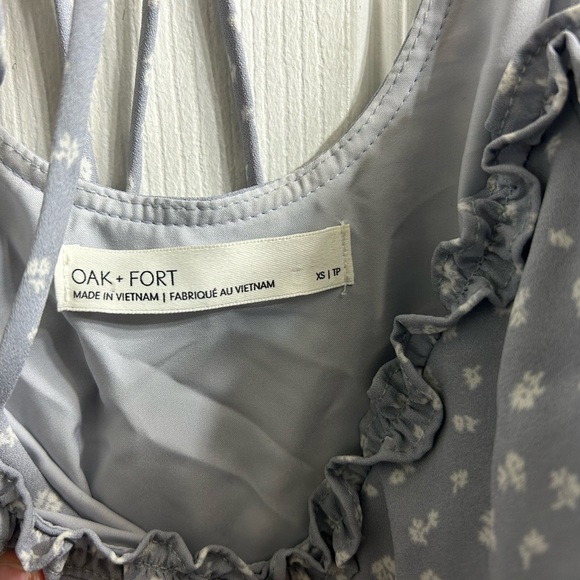 OAK + FORT
MADE IN VIETNAM | FABRIQUÉ AU VIETNAM XS | TP